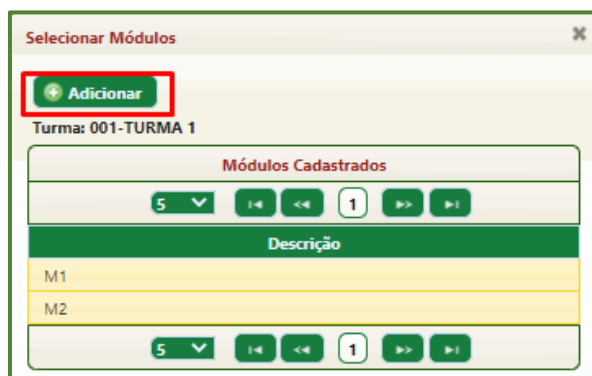 Selecionar Módulos
Adicionar
Turma: 001-TURMA 1
Módulos Cadastrados
5 1
Descrição
M1
M2
5 1